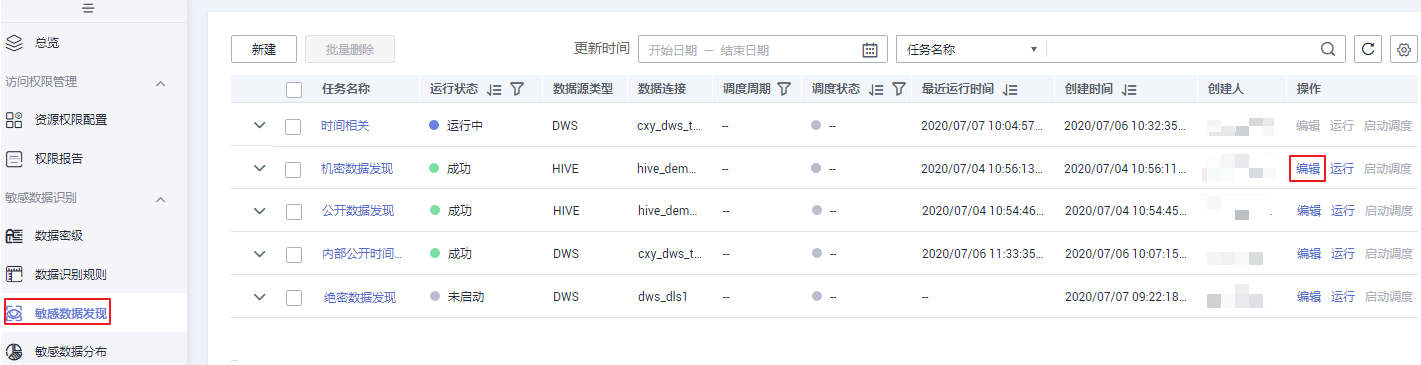 总览
访问权限管理
资源权限配置
权限报告
敏感数据识别
数据密级
数据识别规则
敏感数据发现
敏感数据分布
新建 批量删除 更新时间 开始日期 — 结束日期 任务名称
任务名称 运行状态 数据源类型 数据连接 调度周期 调度状态 最近运行时间 创建时间 创建人 操作
时间相关 运行中 DWS cxy_dws_t... -- -- 2020/07/07 10:04:57... 2020/07/06 10:32:35... 编辑 运行 启动调度
机密数据发现 成功 HIVE hive_dem... -- -- 2020/07/04 10:56:13... 2020/07/04 10:56:11... 编辑 运行 启动调度
公开数据发现 成功 HIVE hive_dem... -- -- 2020/07/04 10:54:46... 2020/07/04 10:54:45... 编辑 运行 启动调度
内部公开时间... 成功 DWS cxy_dws_t... -- -- 2020/07/06 11:33:35... 2020/07/06 10:07:15... 编辑 运行 启动调度
绝密数据发现 未启动 DWS dws_dls1 -- -- -- 2020/07/07 09:22:18... 编辑 运行 启动调度